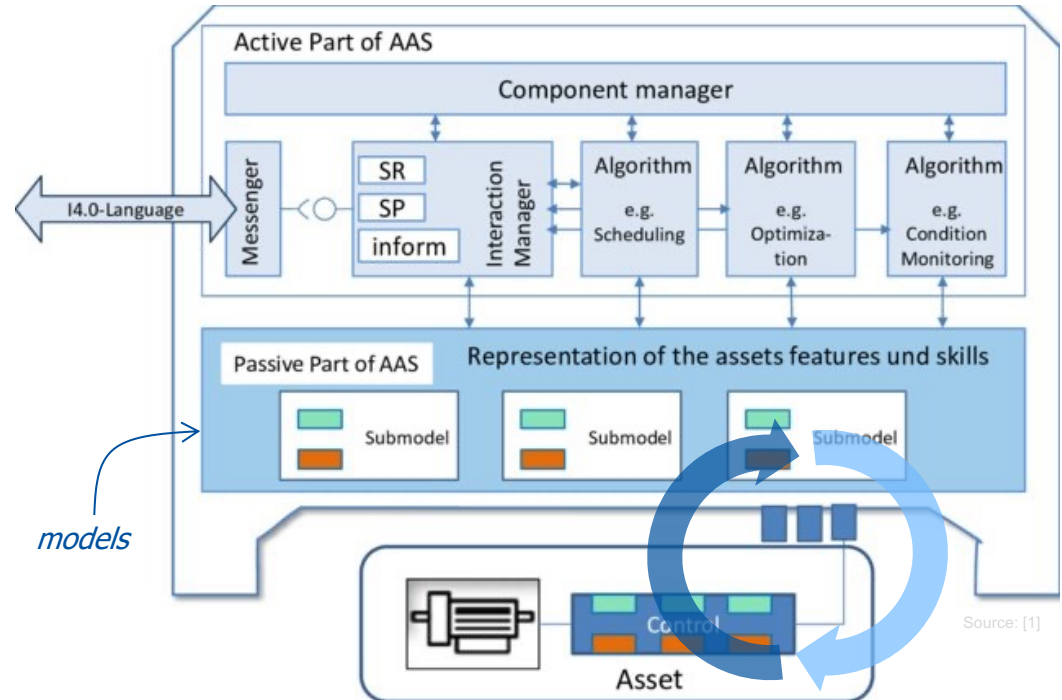 Active Part of AAS
Component manager
I4.0-Language
Messenger
SR
SP
inform
Interaction
Manager
Algorithm
e.g.
Scheduling
Algorithm
e.g.
Optimiza-
tion
Algorithm
e.g.
Condition
Monitoring
Passive Part of AAS
Representation of the assets features und skills
Submodel
Submodel
Submodel
models
Control
Asset
Source: [1]